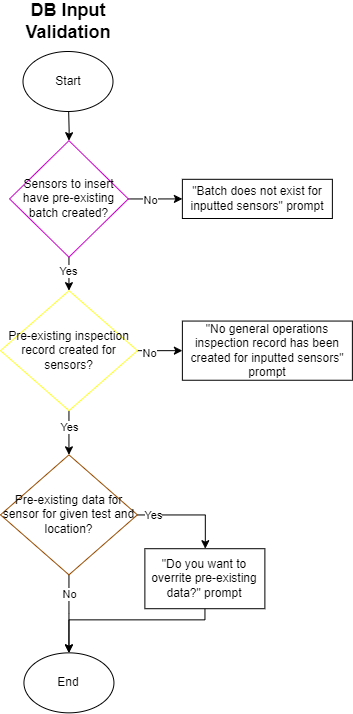 DB Input
Validation
Start
Sensors to insert
have pre-existing
batch created?
No
"Batch does not exist for
inputted sensors" prompt
Yes
Pre-existing inspection
record created for
sensors?
No
"No general operations
inspection record has been
created for inputted sensors"
prompt
Yes
Pre-existing data for
sensor for given test and
location?
Yes
"Do you want to
overrite pre-existing
data?" prompt
No
End